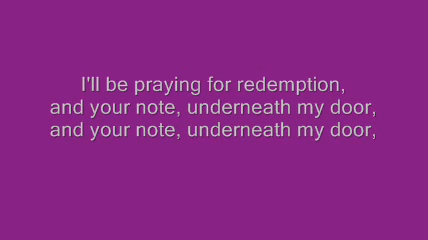 I'll be praying for redemption,
and your note, underneath my door,
and your note, underneath my door,